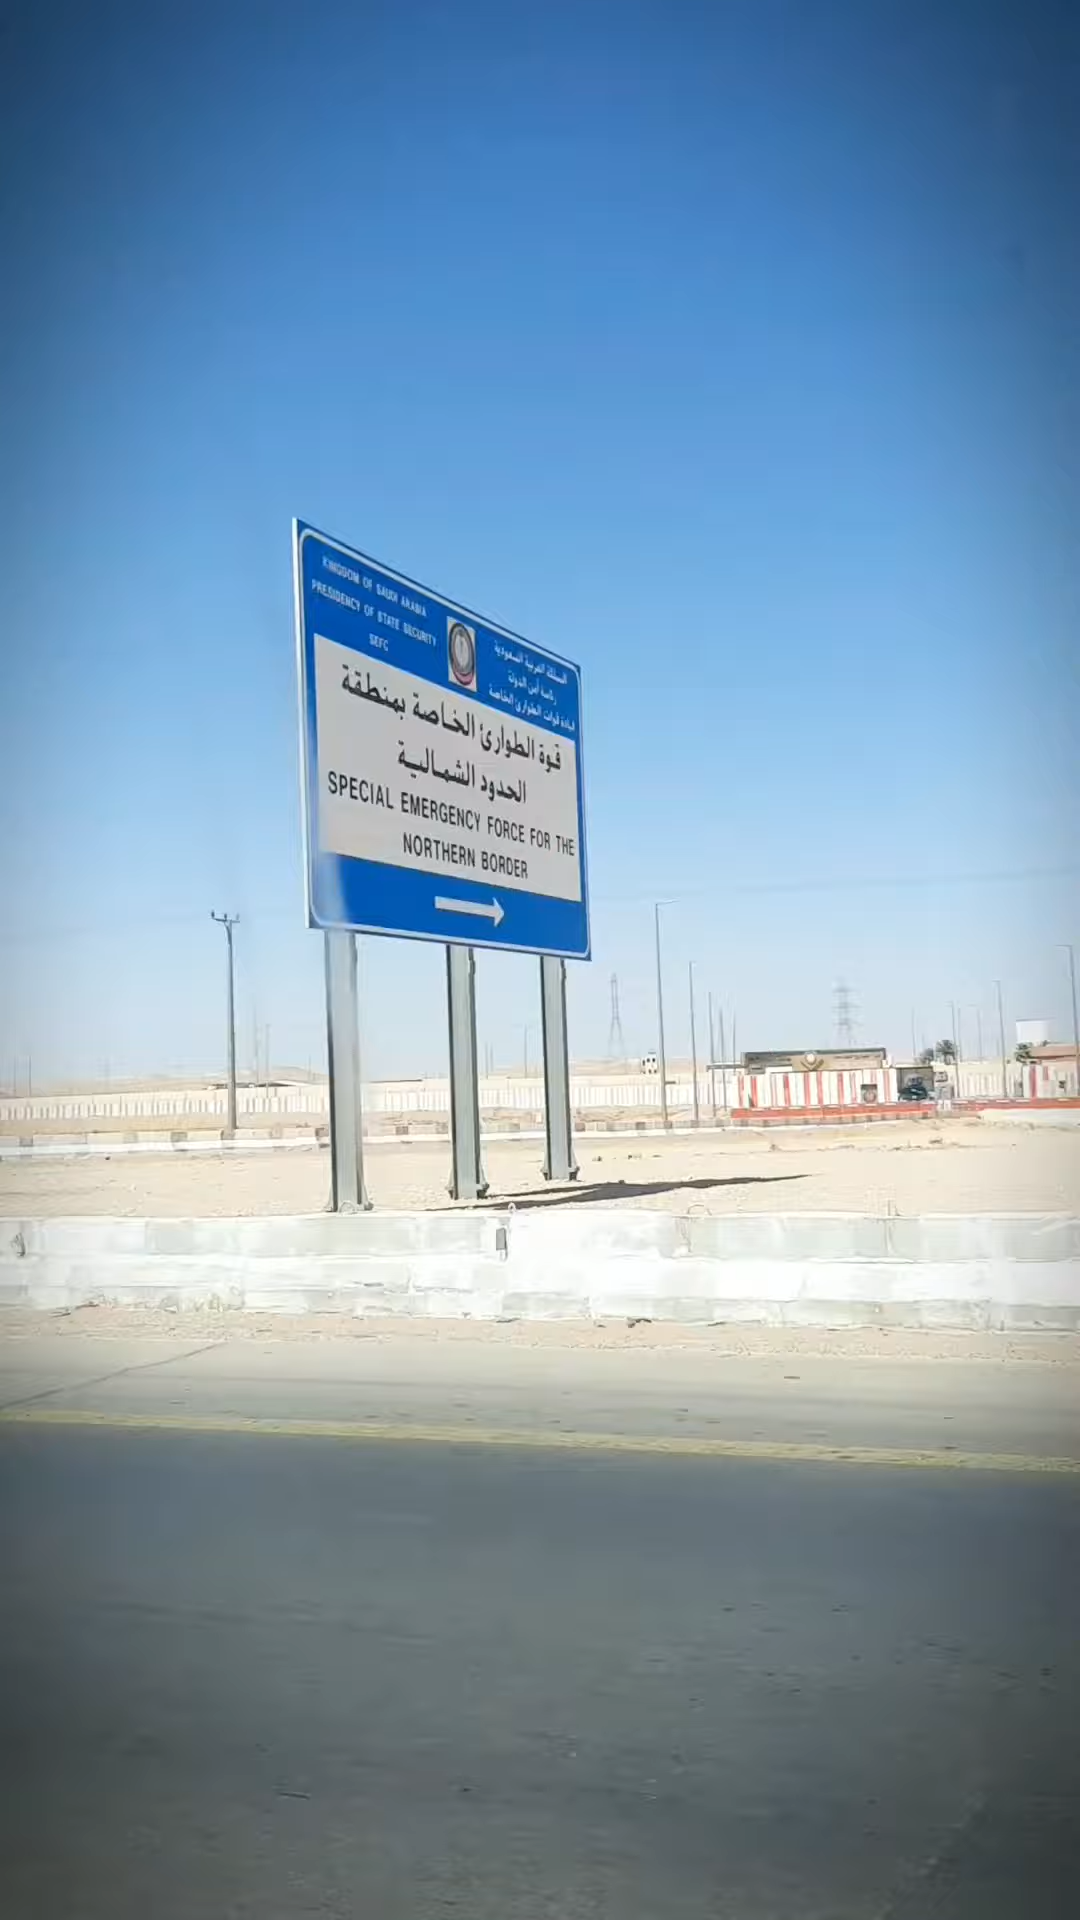 KINGDOM OF SAUDI ARABIA
PRESIDENCY OF STATE SECURITY
SEFC
المملكة العربية السعودية
رئاسة أمن الدولة
قيادة قوات الطوارئ الخاصة
قوة الطوارئ الخاصة بمنطقة
الحدود الشمالية
SPECIAL EMERGENCY FORCE FOR THE
NORTHERN BORDER